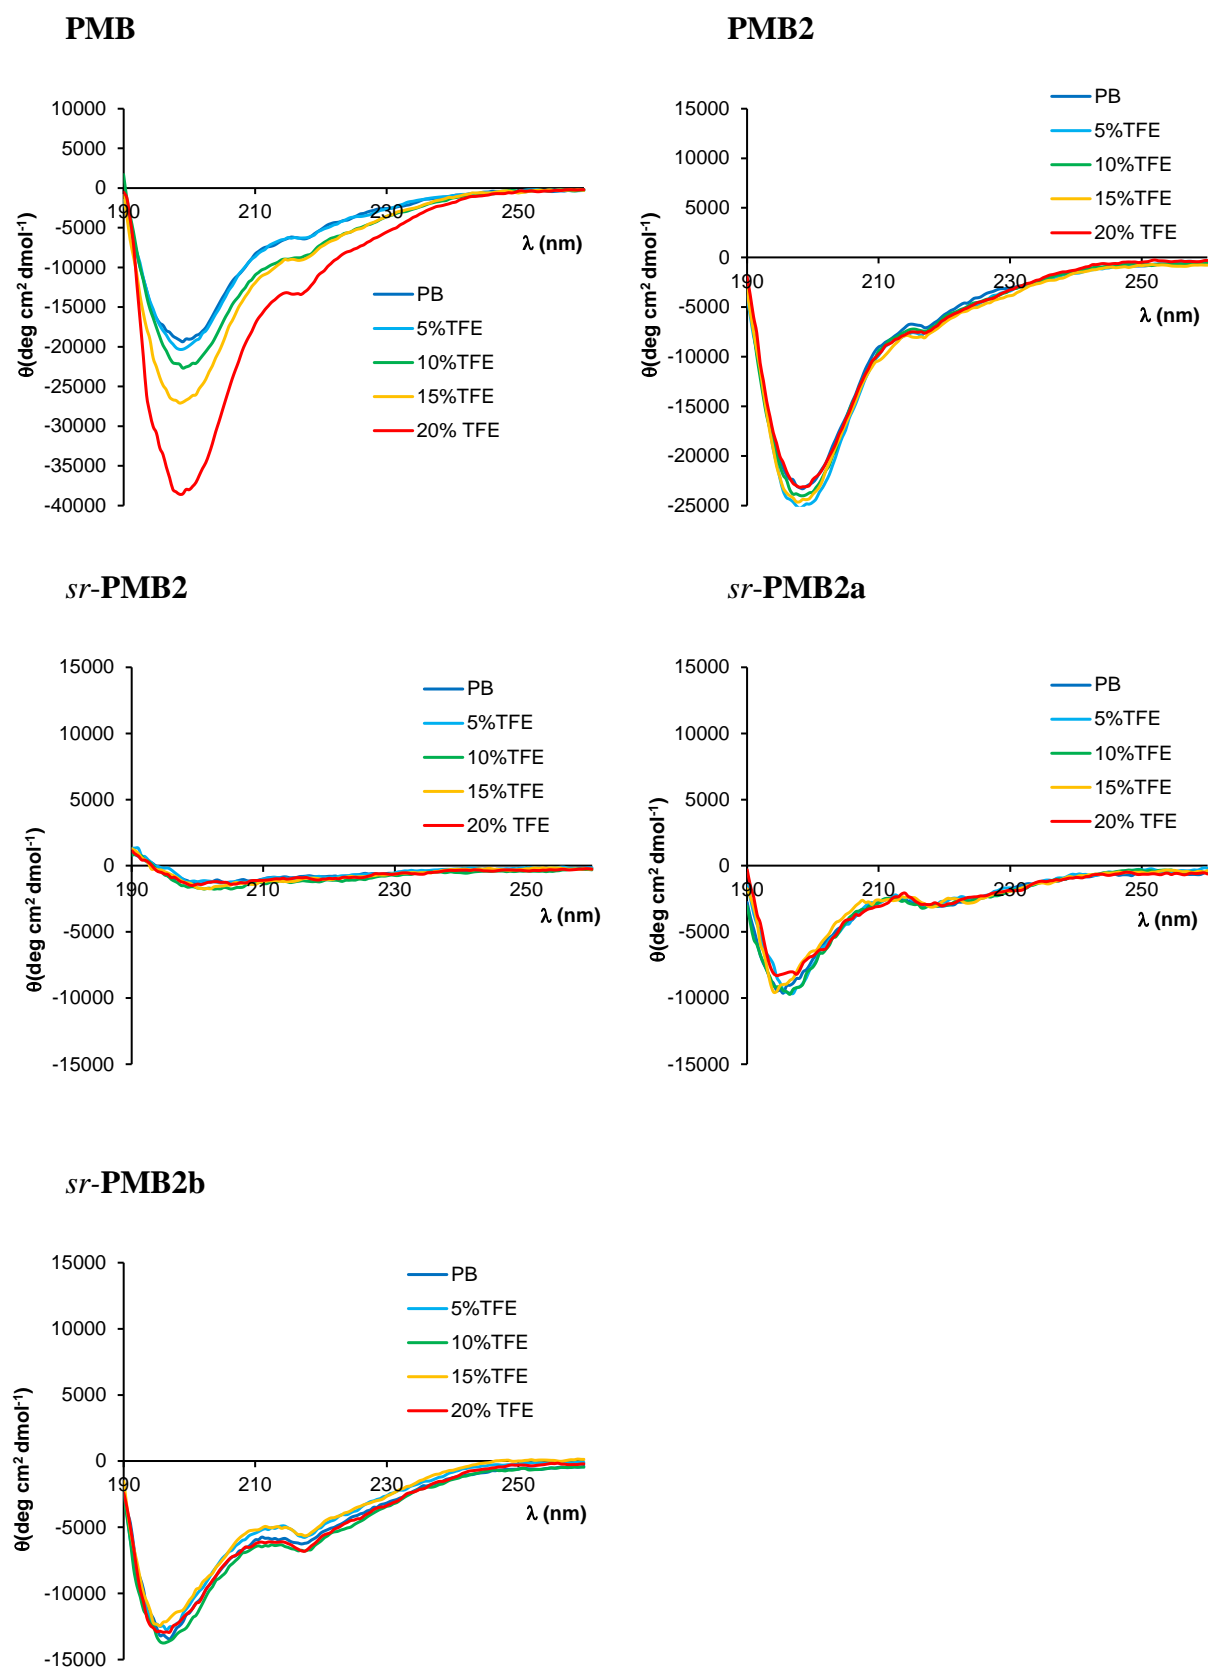 PMB
10000
5000
0
-5000
-10000
-15000
-20000
-25000
-30000
-35000
-40000
190
210
230
250
θ(deg cm² dmol⁻¹)
λ (nm)
PB
5%TFE
10%TFE
15%TFE
20% TFE
PMB2
15000
10000
5000
0
-5000
-10000
-15000
-20000
-25000
190
210
230
250
θ(deg cm² dmol⁻¹)
λ (nm)
PB
5%TFE
10%TFE
15%TFE
20% TFE
sr-PMB2
15000
10000
5000
0
-5000
-10000
-15000
190
210
230
250
θ(deg cm² dmol⁻¹)
λ (nm)
PB
5%TFE
10%TFE
15%TFE
20% TFE
sr-PMB2a
15000
10000
5000
0
-5000
-10000
-15000
190
210
230
250
θ(deg cm² dmol⁻¹)
λ (nm)
PB
5%TFE
10%TFE
15%TFE
20% TFE
sr-PMB2b
15000
10000
5000
0
-5000
-10000
-15000
190
210
230
250
θ(deg cm² dmol⁻¹)
λ (nm)
PB
5%TFE
10%TFE
15%TFE
20% TFE